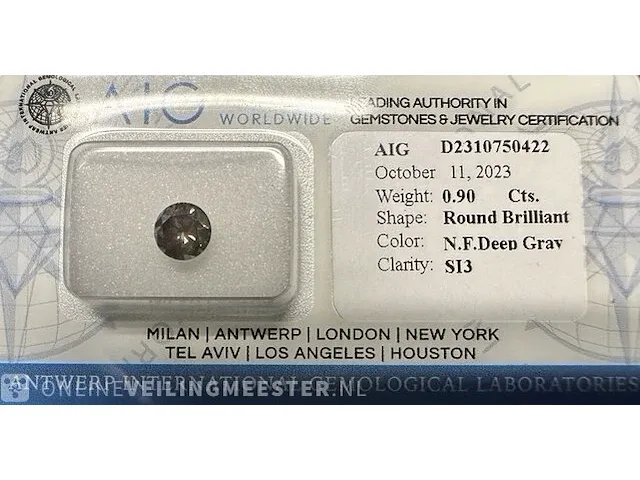 AIG
WORLDWIDE
LEADING AUTHORITY IN
GEMSTONES & JEWELRY CERTIFICATION
AIG D2310750422
October 11, 2023
Weight: 0.90 Cts.
Shape: Round Brilliant
Color: N.F.Deep Gray
Clarity: SI3
MILAN | ANTWERP | LONDON | NEW YORK
TEL AVIV | LOS ANGELES | HOUSTON
ANTWERP INTERNATIONAL GEMOLOGICAL LABORATORIES
ONLINEVEILINGMEESTER.NL